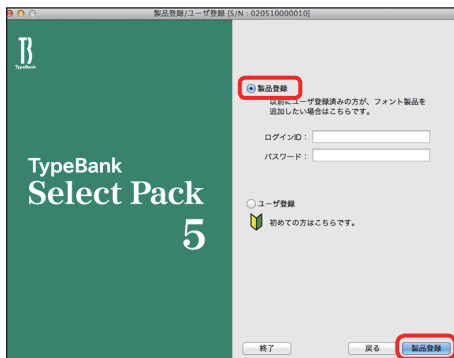 製品登録/ユーザ登録 [S/N : 020510000010]
TB
TypeBank
TypeBank
Select Pack
5
製品登録
以前にユーザ登録済みの方が、フォント製品を
追加したい場合はこちらです。
ログインID：
パスワード：
ユーザ登録
初めての方はこちらです。
終了
戻る
製品登録